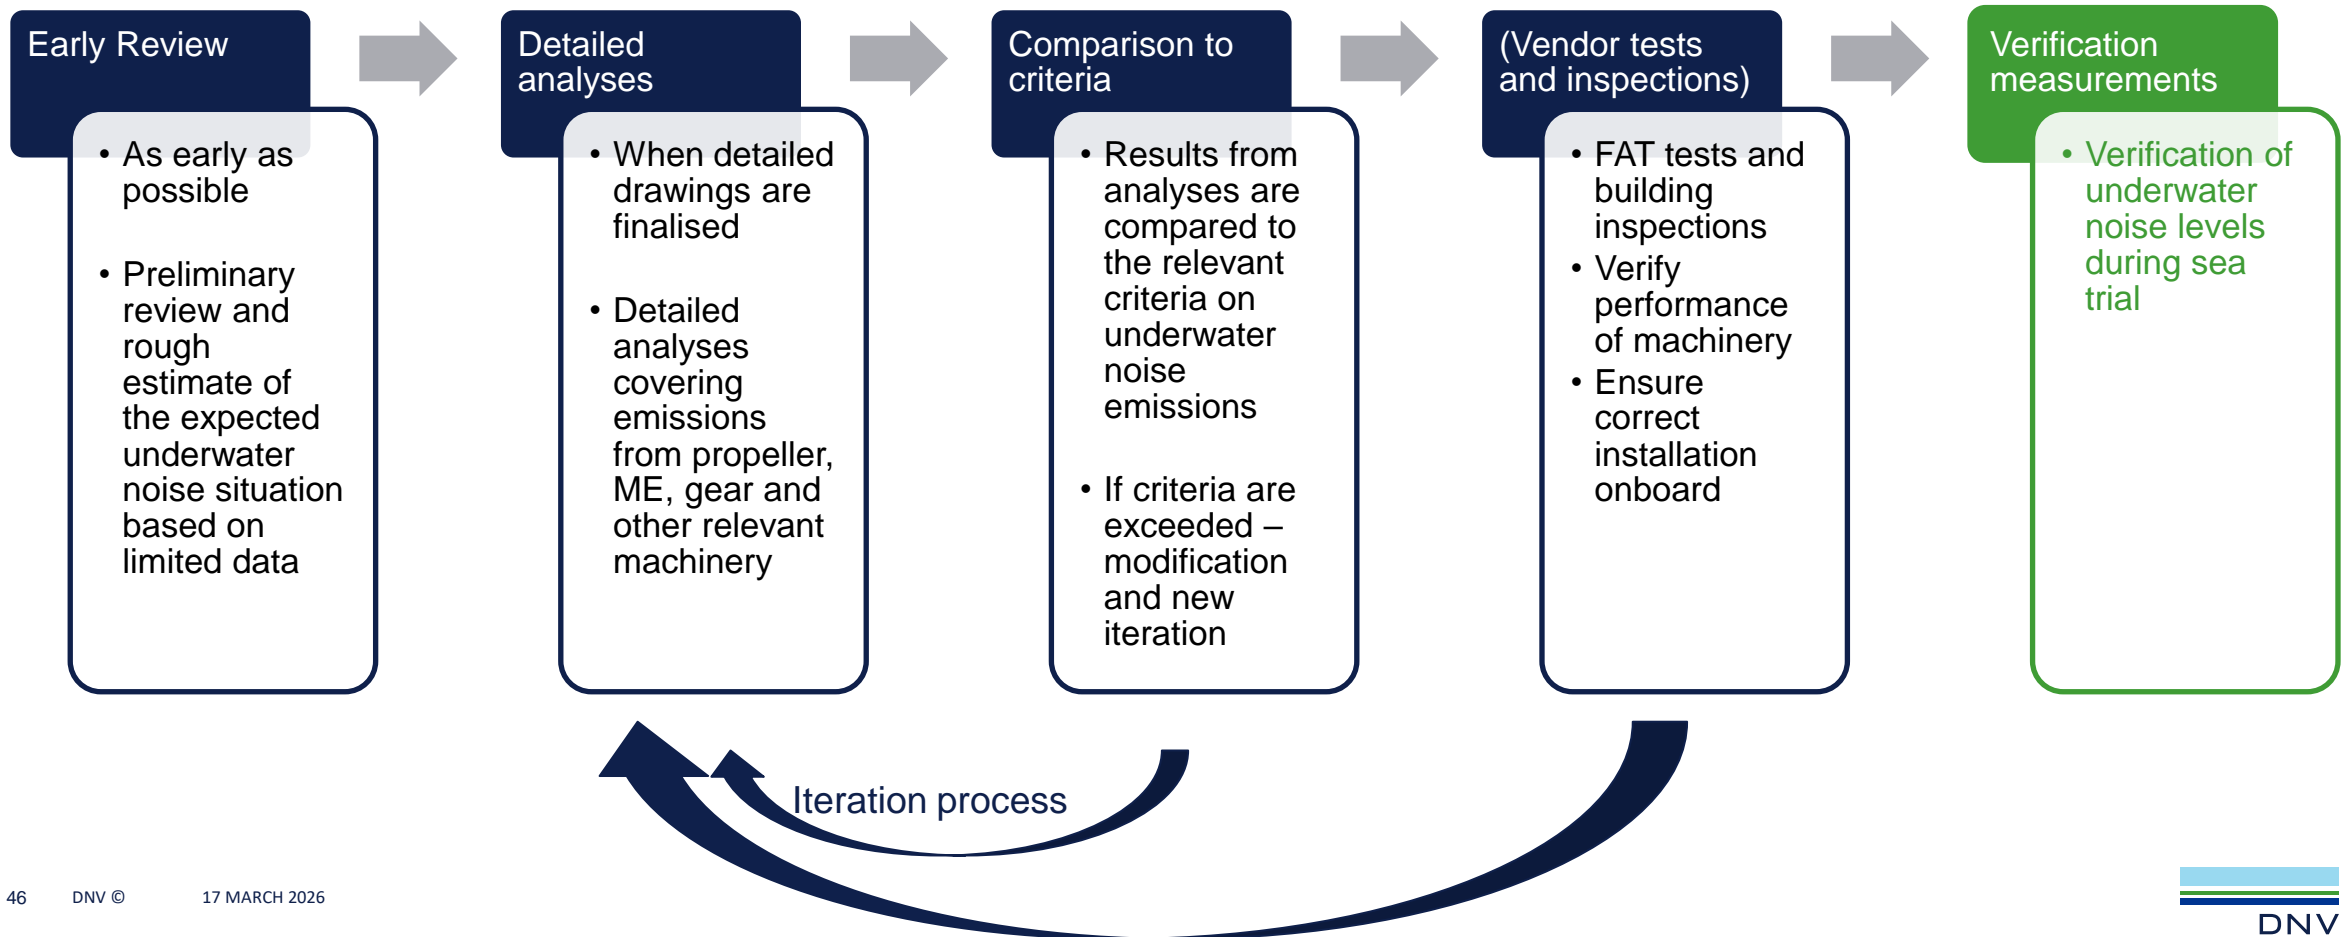 Early Review
• As early as
possible
• Preliminary
review and
rough
estimate of
the expected
underwater
noise situation
based on
limited data
Detailed
analyses
• When detailed
drawings are
finalised
• Detailed
analyses
covering
emissions
from propeller,
ME, gear and
other relevant
machinery
Comparison to
criteria
• Results from
analyses are
compared to
the relevant
criteria on
underwater
noise
emissions
• If criteria are
exceeded –
modification
and new
iteration
(Vendor tests
and inspections)
• FAT tests and
building
inspections
• Verify
performance
of machinery
• Ensure
correct
installation
onboard
Verification
measurements
• Verification of
underwater
noise levels
during sea
trial
Iteration process
46 DNV © 17 MARCH 2026
DNV